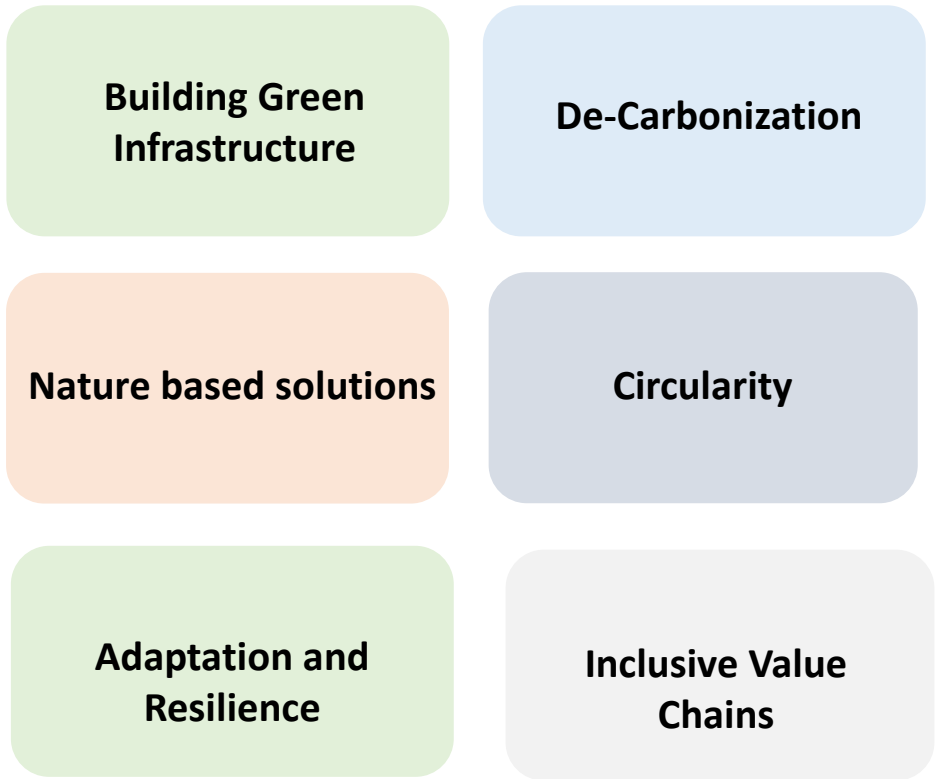 Building Green
Infrastructure
De-Carbonization
Nature based solutions
Circularity
Adaptation and
Resilience
Inclusive Value
Chains